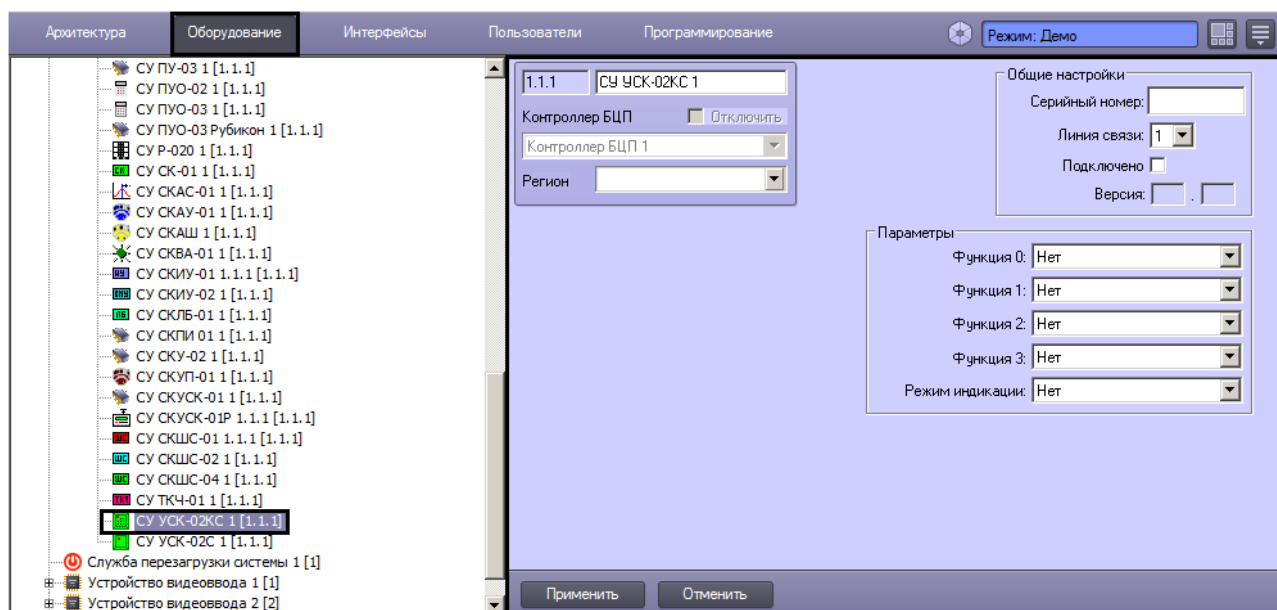 Архитектура Оборудование Интерфейсы Пользователи Программирование Режим: Демо
СУ ПУ-03 1 [1.1.1]
СУ ПУО-02 1 [1.1.1]
СУ ПУО-03 1 [1.1.1]
СУ ПУО-03 Рубикон 1 [1.1.1]
СУ Р-020 1 [1.1.1]
СУ СК-01 1 [1.1.1]
СУ СКАС-01 1 [1.1.1]
СУ СКАУ-01 1 [1.1.1]
СУ СКАШ 1 [1.1.1]
СУ СКВА-01 1 [1.1.1]
СУ СКИУ-01 1.1.1 [1.1.1]
СУ СКИУ-02 1 [1.1.1]
СУ СКЛБ-01 1 [1.1.1]
СУ СКПИ 01 1 [1.1.1]
СУ СКУ-02 1 [1.1.1]
СУ СКУП-01 1 [1.1.1]
СУ СКУСК-01 1 [1.1.1]
СУ СКУСК-01Р 1.1.1 [1.1.1]
СУ СКШС-01 1.1.1 [1.1.1]
СУ СКШС-02 1 [1.1.1]
СУ СКШС-04 1 [1.1.1]
СУ ТКЧ-01 1 [1.1.1]
СУ УСК-02КС 1 [1.1.1]
СУ УСК-02С 1 [1.1.1]
Служба перезагрузки системы 1 [1]
Устройство видеоввода 1 [1]
Устройство видеоввода 2 [2]
1.1.1 СУ УСК-02КС 1
Контроллер БЦП Отключить
Контроллер БЦП 1
Регион
Общие настройки
Серийный номер:
Линия связи: 1
Подключено
Версия: .
Параметры
Функция 0: Нет
Функция 1: Нет
Функция 2: Нет
Функция 3: Нет
Режим индикации: Нет
Применить Отменить